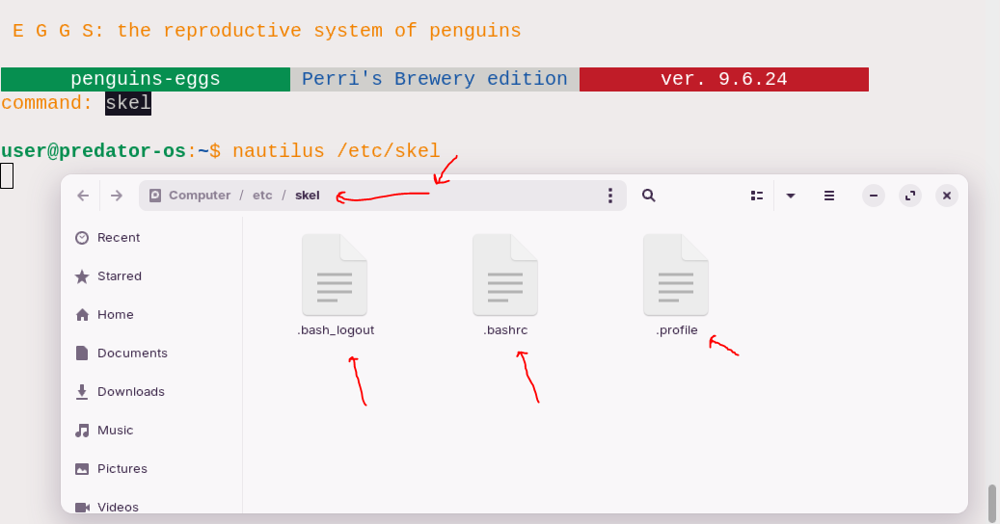 E G G S: the reproductive system of penguins
penguins-eggs Perri's Brewery edition ver. 9.6.24
command: skel
user@predator-os:~$ nautilus /etc/skel
Computer / etc / skel
Recent
Starred
Home
Documents
Downloads
Music
Pictures
Videos
.bash_logout .bashrc .profile